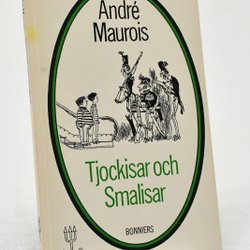 André
Maurois
Tjockisar och
Smalisar
BONNIERS